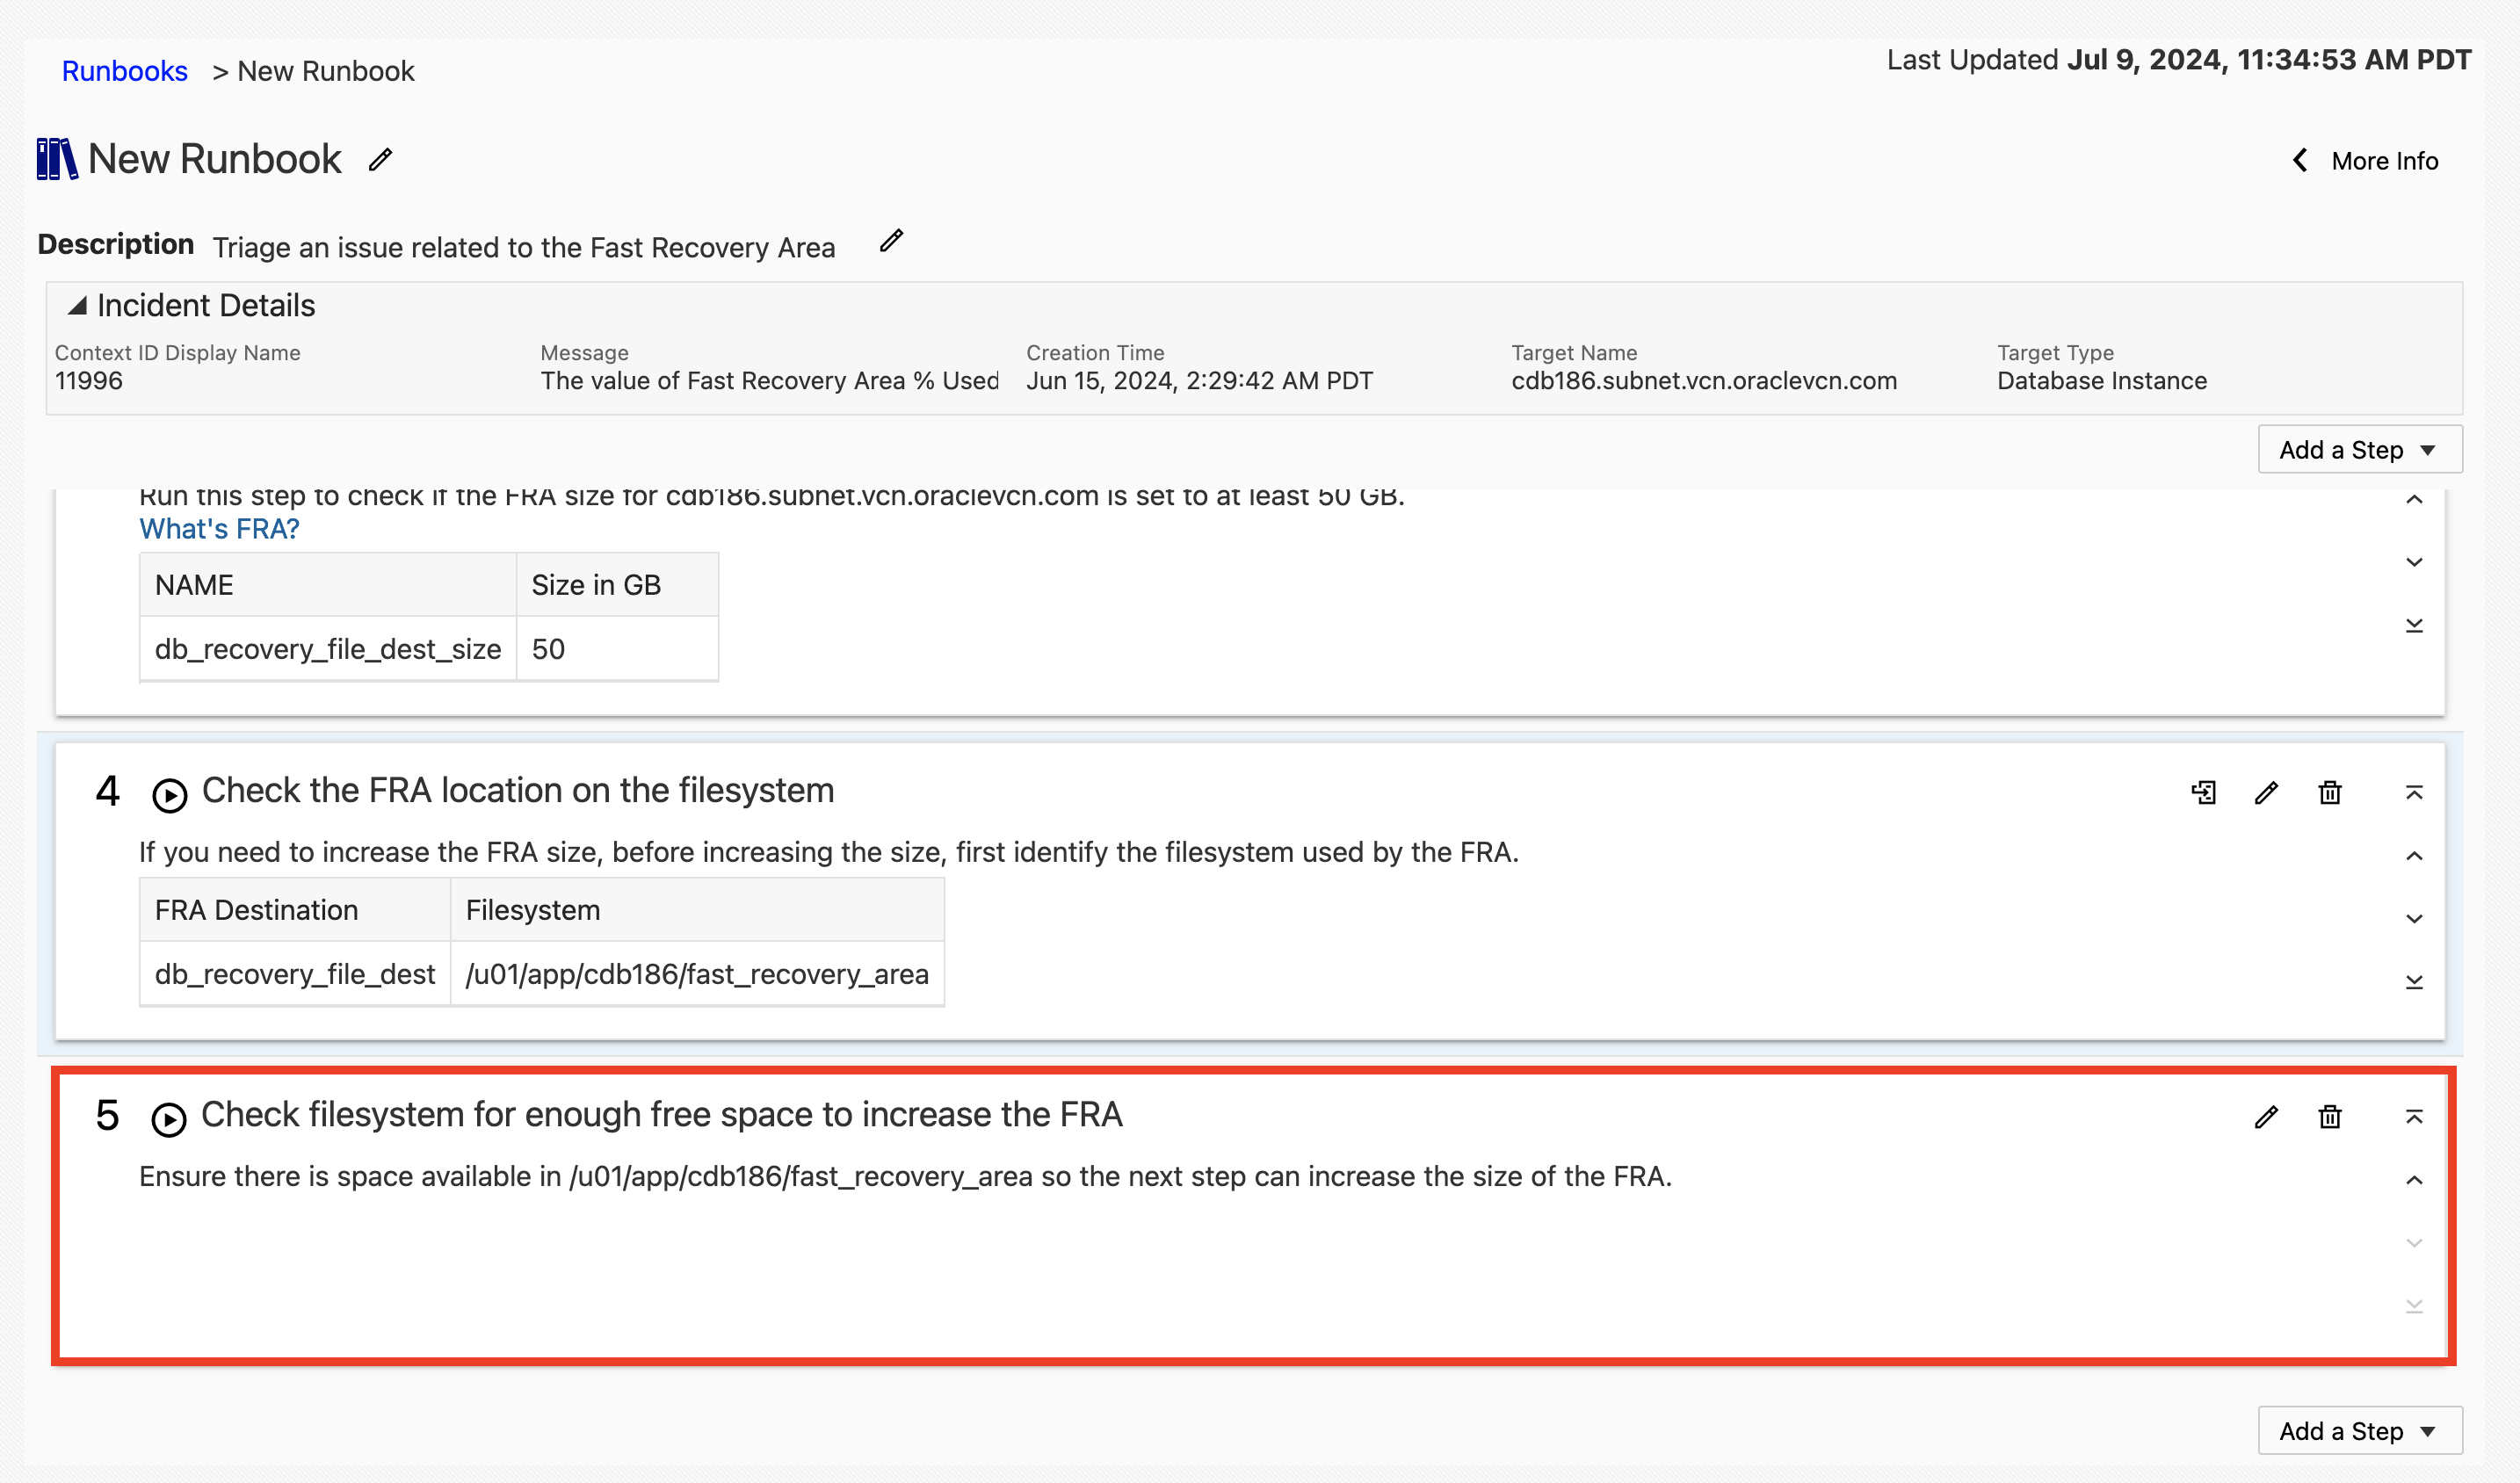 Runbooks > New Runbook
Last Updated Jul 9, 2024, 11:34:53 AM PDT
New Runbook
More Info
Description Triage an issue related to the Fast Recovery Area
Incident Details
Context ID Display Name
11996
Message
The value of Fast Recovery Area % Used
Creation Time
Jun 15, 2024, 2:29:42 AM PDT
Target Name
cdb186.subnet.vcn.oraclevcn.com
Target Type
Database Instance
Add a Step
Run this step to check if the FRA size for cdb186.subnet.vcn.oraclevcn.com is set to at least 50 GB.
What's FRA?
NAME Size in GB
db_recovery_file_dest_size 50
4 Check the FRA location on the filesystem
If you need to increase the FRA size, before increasing the size, first identify the filesystem used by the FRA.
FRA Destination Filesystem
db_recovery_file_dest /u01/app/cdb186/fast_recovery_area
5 Check filesystem for enough free space to increase the FRA
Ensure there is space available in /u01/app/cdb186/fast_recovery_area so the next step can increase the size of the FRA.
Add a Step